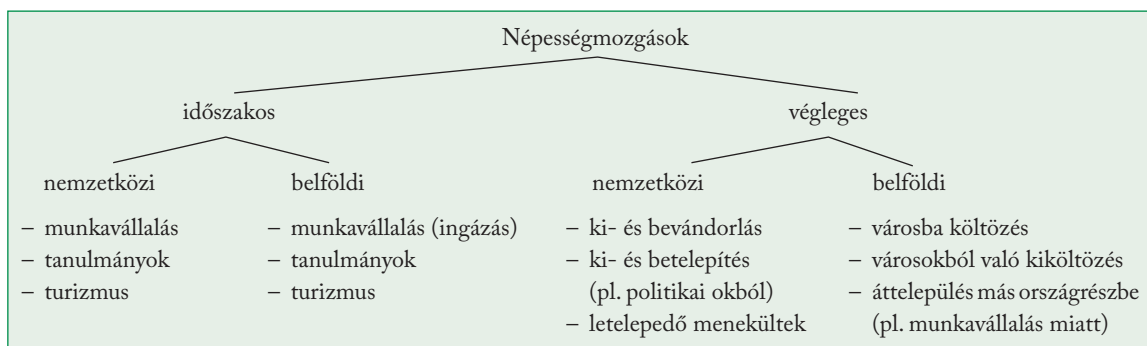 Népességmozgások
időszakos
végleges
nemzetközi
belföldi
nemzetközi
belföldi
– munkavállalás
– tanulmányok
– turizmus
– munkavállalás (ingázás)
– tanulmányok
– turizmus
– ki- és bevándorlás
– ki- és betelepítés
(pl. politikai okból)
– letelepedő menekültek
– városba költözés
– városokból való kiköltözés
– áttelepülés más országrészbe
(pl. munkavállalás miatt)